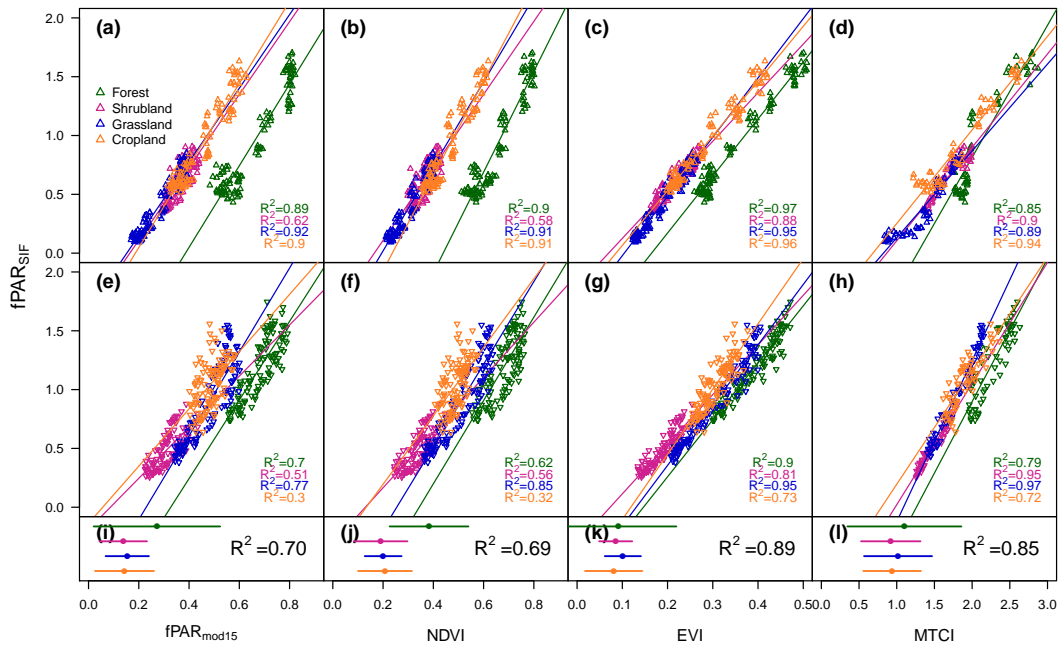 (a) (b) (c) (d)
Forest
Shrubland
Grassland
Cropland
R²=0.89 R²=0.9 R²=0.97 R²=0.85
R²=0.62 R²=0.58 R²=0.88 R²=0.9
R²=0.92 R²=0.91 R²=0.95 R²=0.89
R²=0.9 R²=0.91 R²=0.96 R²=0.94
2.0
1.5
1.0
0.5
0.0
fPAR_SIF
(e) (f) (g) (h)
R²=0.7 R²=0.62 R²=0.9 R²=0.79
R²=0.51 R²=0.56 R²=0.81 R²=0.95
R²=0.77 R²=0.85 R²=0.95 R²=0.97
R²=0.3 R²=0.32 R²=0.73 R²=0.72
2.0
1.5
1.0
0.5
0.0
(i) R²=0.70 (j) R²=0.69 (k) R²=0.89 (l) R²=0.85
0.0 0.2 0.4 0.6 0.8 0.0 0.2 0.4 0.6 0.8 0.0 0.1 0.2 0.3 0.4 0.5 0.0 0.5 1.0 1.5 2.0 2.5 3.0
fPAR_mod15 NDVI EVI MTCI